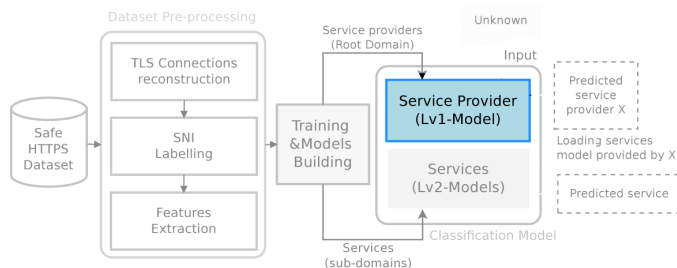 Dataset Pre-processing
TLS Connections
reconstruction
SNI
Labelling
Features
Extraction
Safe
HTTPS
Dataset
Training
&Models
Building
Service providers
(Root Domain)
Services
(sub-domains)
Unknown
Input
Service Provider
(Lv1-Model)
Services
(Lv2-Models)
Classification Model
Predicted
service
provider X
Loading services
model provided by X
Predicted service